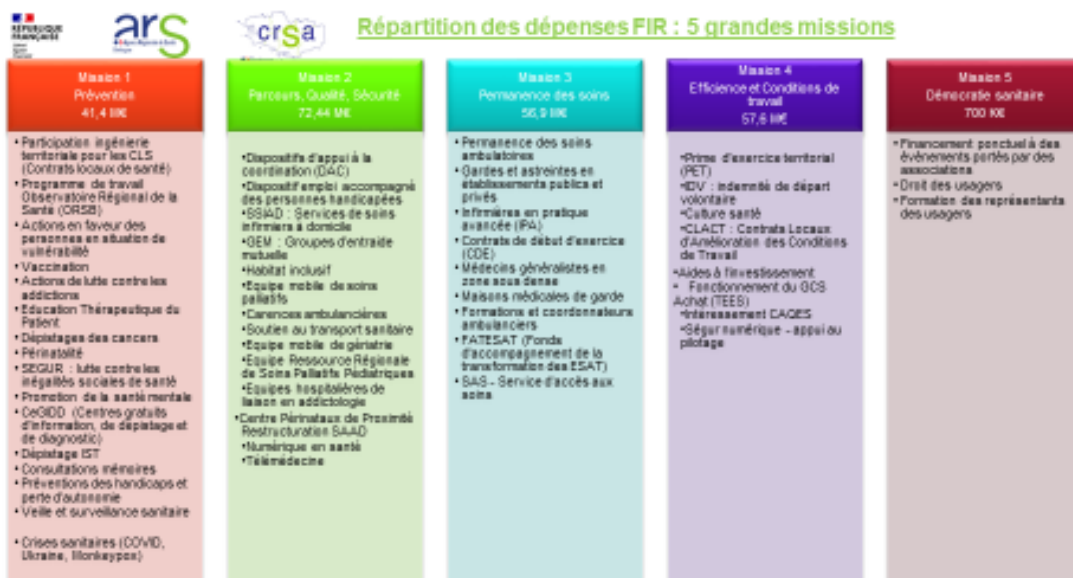 RÉPUBLIQUE
FRANÇAISE
ars
crsa
Répartition des dépenses FIR : 5 grandes missions
Mission 1
Prévention
41,4 M€
• Participation ingénierie
territoriale pour les CLS
(Contrats locaux de santé)
• Programme de travail
Observatoire Régional de la
Santé (ORSB)
• Actions en faveur des
personnes en situation de
vulnérabilité
• Vaccination
• Actions de lutte contre les
addictions
• Education Thérapeutique du
Patient
• Dépistages des cancers
• Périnatalité
• SEGUR : lutte contre les
inégalités sociales de santé
• Promotion de la santé mentale
• CeGIDD (Centres gratuits
d'information, de dépistage et
de diagnostic)
• Dépistage IST
• Consultations mémoires
• Préventions des handicaps et
perte d'autonomie
• Veille et surveillance sanitaire
• Crises sanitaires (COVID,
Ukraine, Monkeypox)
Mission 2
Parcours, Qualité, Sécurité
72,44 M€
•Dispositifs d'appui à la
coordination (DAC)
•Dispositif emploi accompagné
des personnes handicapées
•SSIAD : Services de soins
infirmiers à domicile
•GEM : Groupes d'entraide
mutuelle
•Habitat inclusif
•Equipe mobile de soins
palliatifs
•Carences ambulancières
•Soutien au transport sanitaire
•Equipe mobile de gériatrie
•Equipe Ressource Régionale
de Soins Palliatifs Pédiatriques
•Equipes hospitalières de
liaison en addictologie
•Centre Périnataux de Proximité
Restructuration SAAD
•Numérique en santé
•Télémédecine
Mission 3
Permanence des soins
56,9 M€
• Permanence des soins
ambulatoires
• Gardes et astreintes en
établissements publics et
privés
• Infirmières en pratique
avancée (IPA)
• Contrats de début d'exercice
(CDE)
• Médecins généralistes en
zone sous dense
• Maisons médicales de garde
• Formations et coordonnateurs
ambulanciers
• FATESAT (Fonds
d'accompagnement de la
transformation des ESAT)
• SAS - Service d'accès aux
soins
Mission 4
Efficience et Conditions de
travail
57,6 M€
•Prime d'exercice territorial
(PET)
•IDV : indemnité de départ
volontaire
•Culture santé
•CLACT : Contrats Locaux
d'Amélioration des Conditions
de Travail
•Aides à l'investissement
• Fonctionnement du GCS
Achat (TEES)
•Intéressement CAQES
•Ségur numérique - appui au
pilotage
Mission 5
Démocratie sanitaire
700 K€
• Financement ponctuel à des
évènements portés par des
associations
• Droit des usagers
• Formation des représentants
des usagers